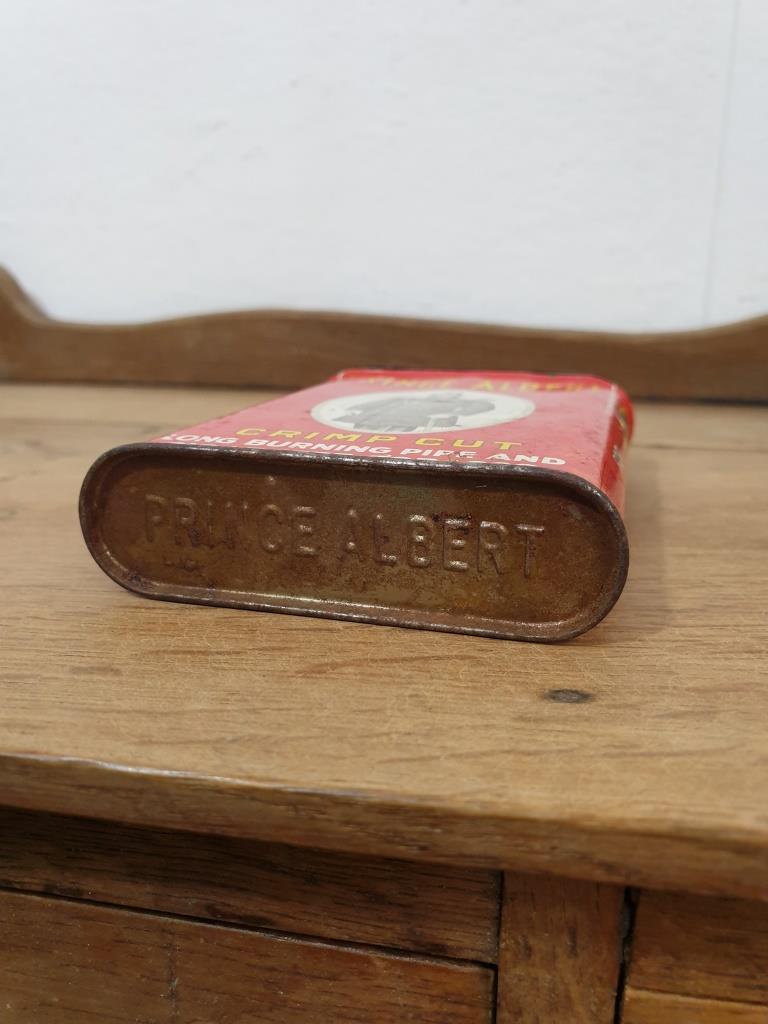 PRINCE ALBERT
CRIMP CUT
LONG BURNING PIPE AND
PRINCE ALBERT